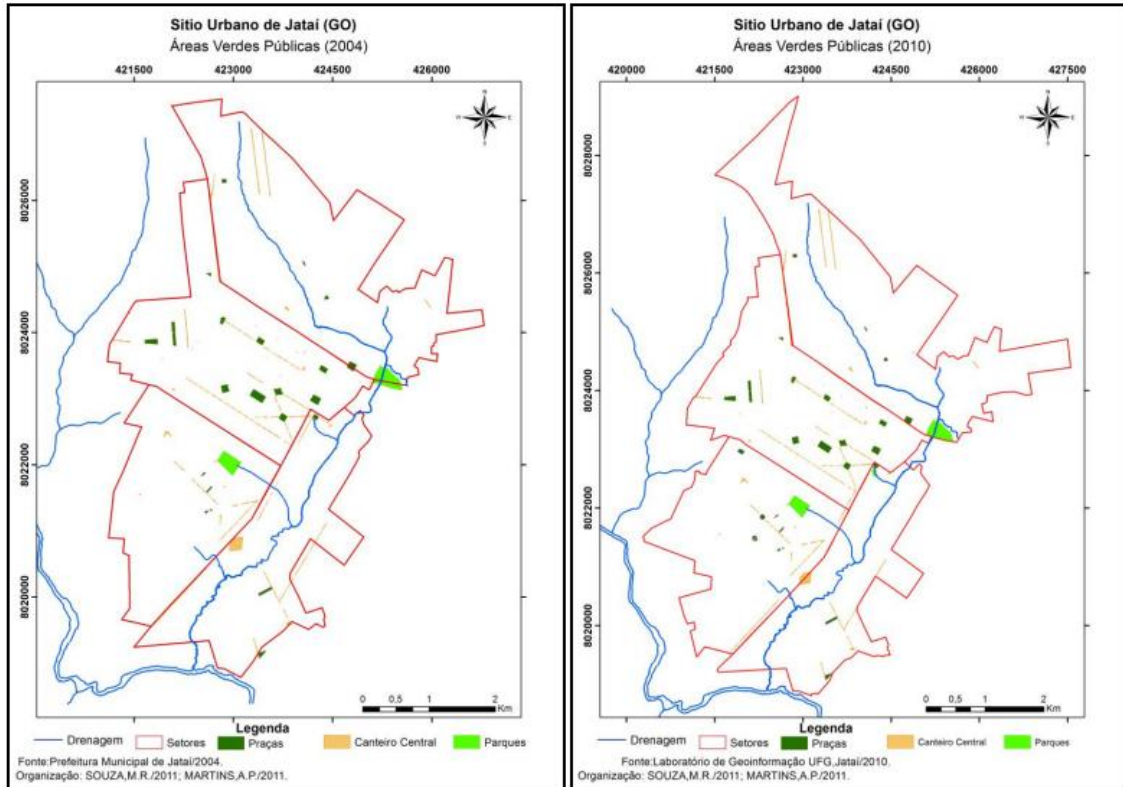 Sitio Urbano de Jataí (GO)
Áreas Verdes Públicas (2004)
421500 423000 424500 426000
N
W E
S
8026000
8024000
8022000
8020000
0 0,5 1 2
Km
Legenda
Drenagem Setores Praças Canteiro Central Parques
Fonte:Prefeitura Municipal de Jataí/2004.
Organização: SOUZA,M.R./2011; MARTINS,A.P./2011.
Sitio Urbano de Jataí (GO)
Áreas Verdes Públicas (2010)
420000 421500 423000 424500 426000 427500
N
W E
S
8028000
8026000
8024000
8022000
8020000
0 0,5 1 2
Km
Legenda
Drenagem Setores Praças Canteiro Central Parques
Fonte:Laboratório de Geoinformação UFG,Jataí/2010.
Organização: SOUZA,M.R./2011; MARTINS,A.P./2011.